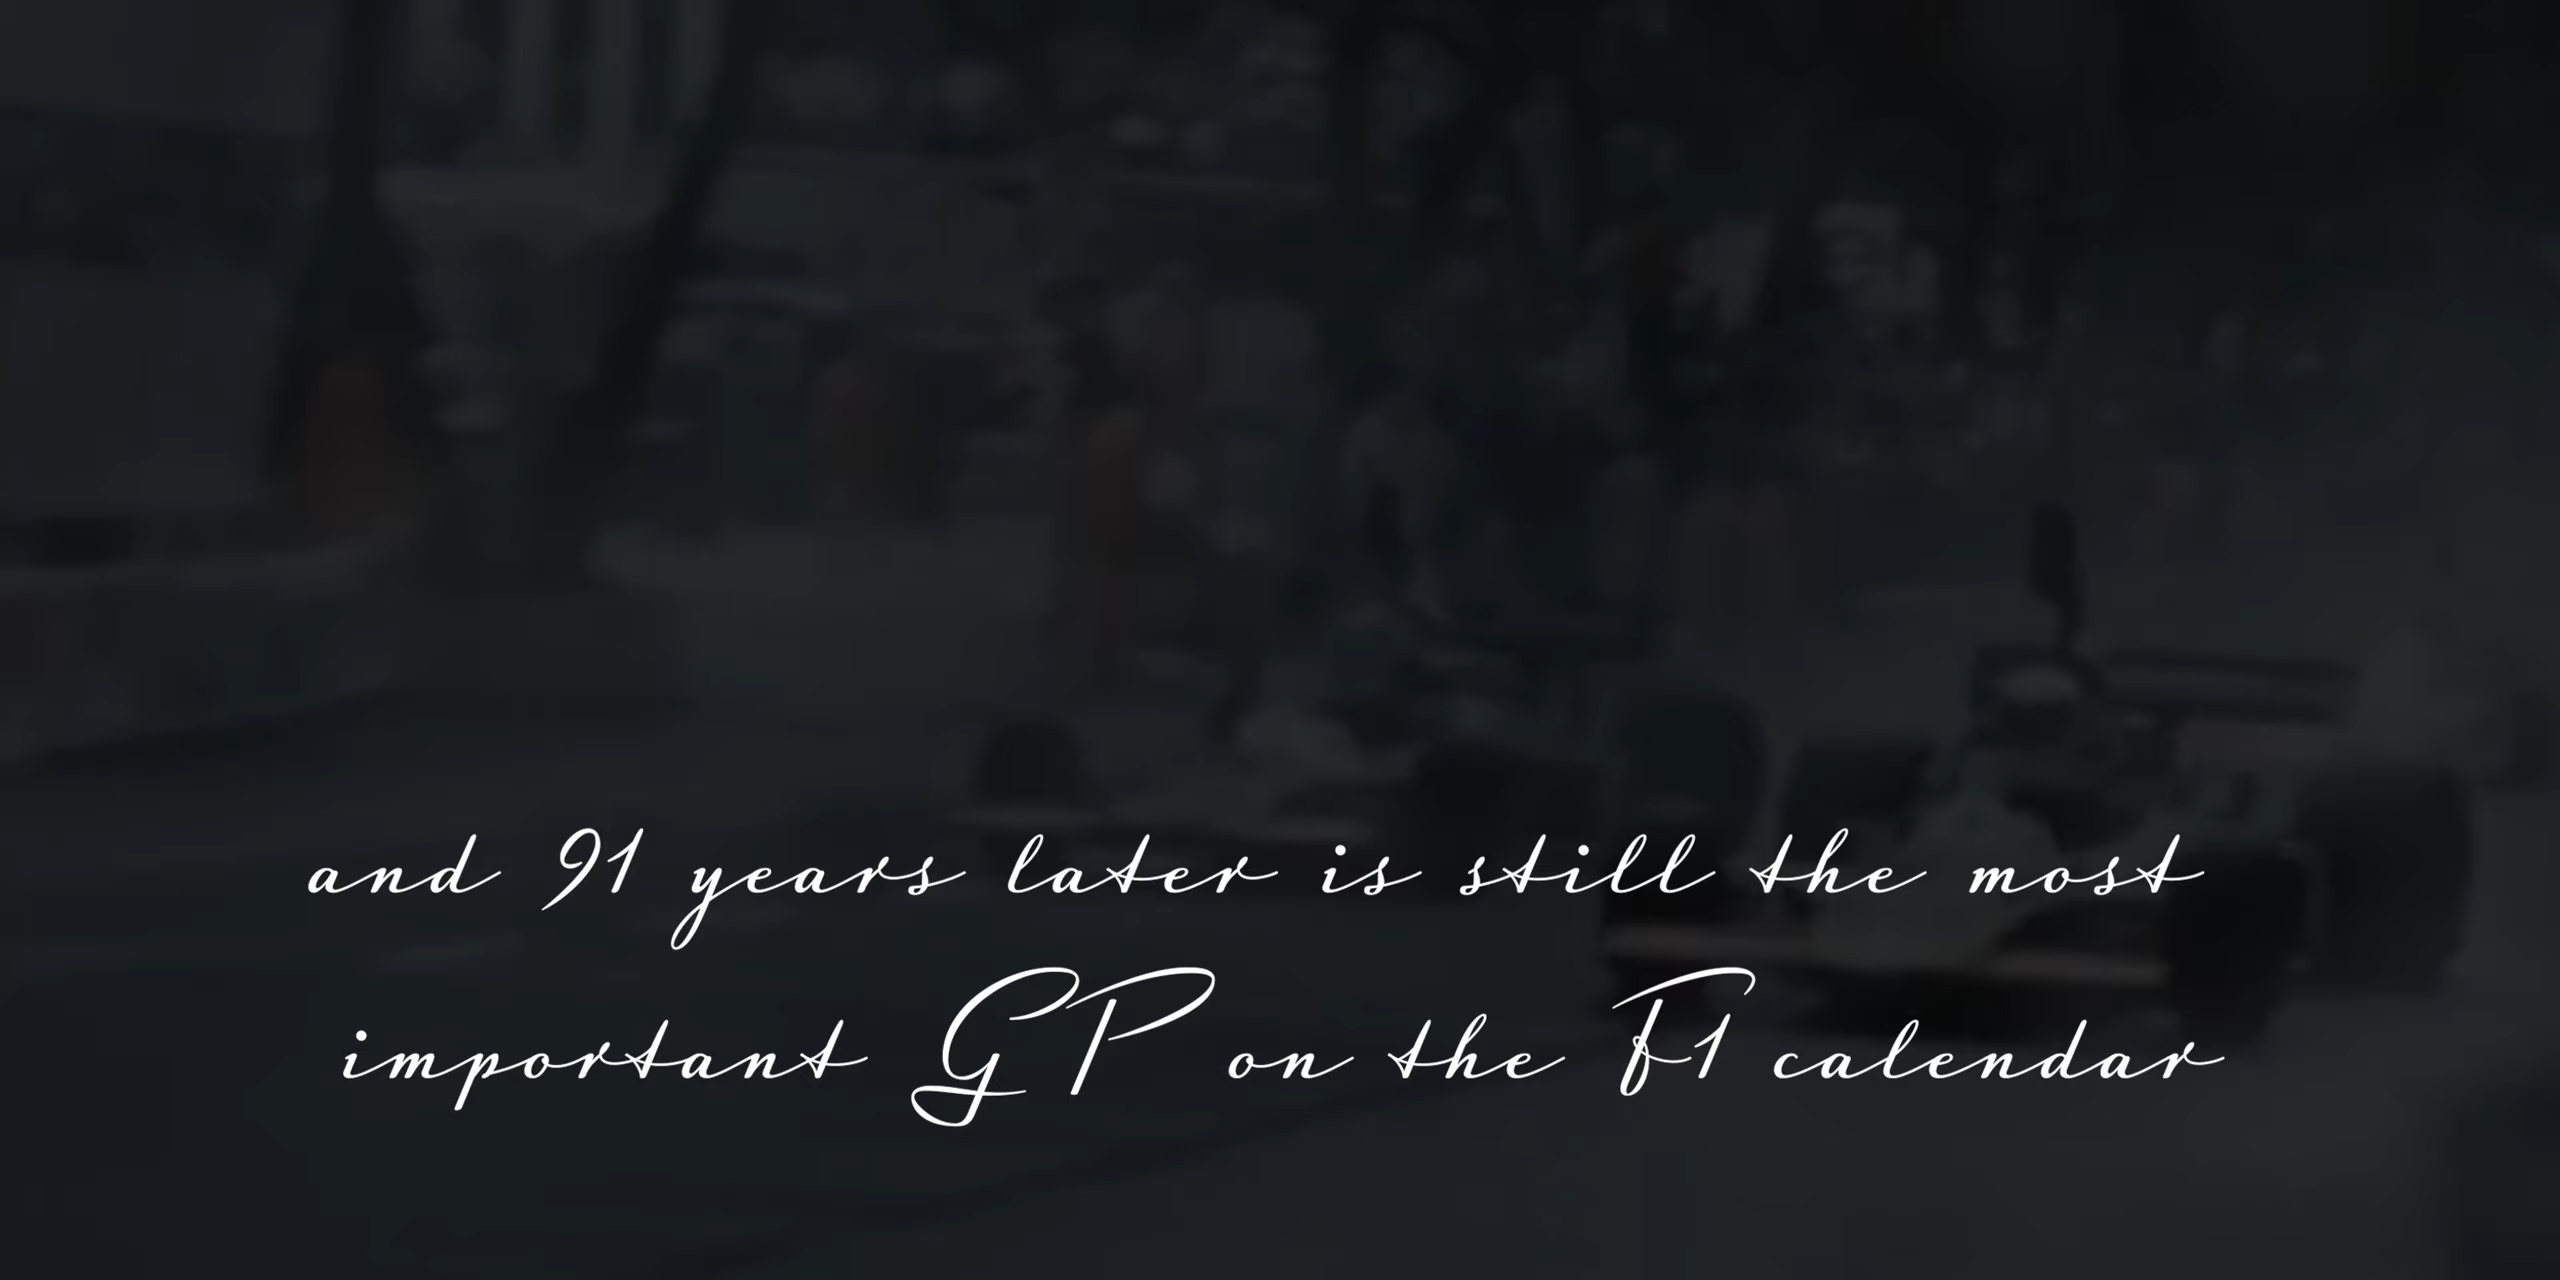 and 91 years later is still the most
important GP on the F1 calendar